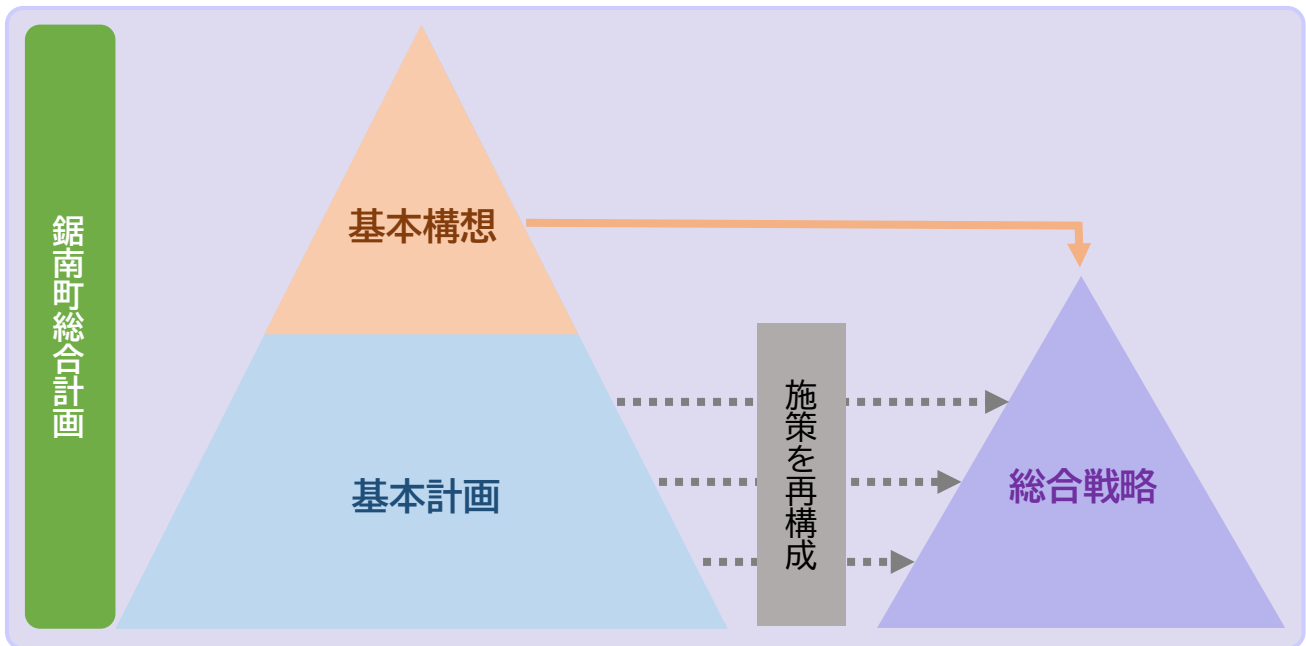 鋸南町総合計画
基本構想
基本計画
施策を再構成
総合戦略